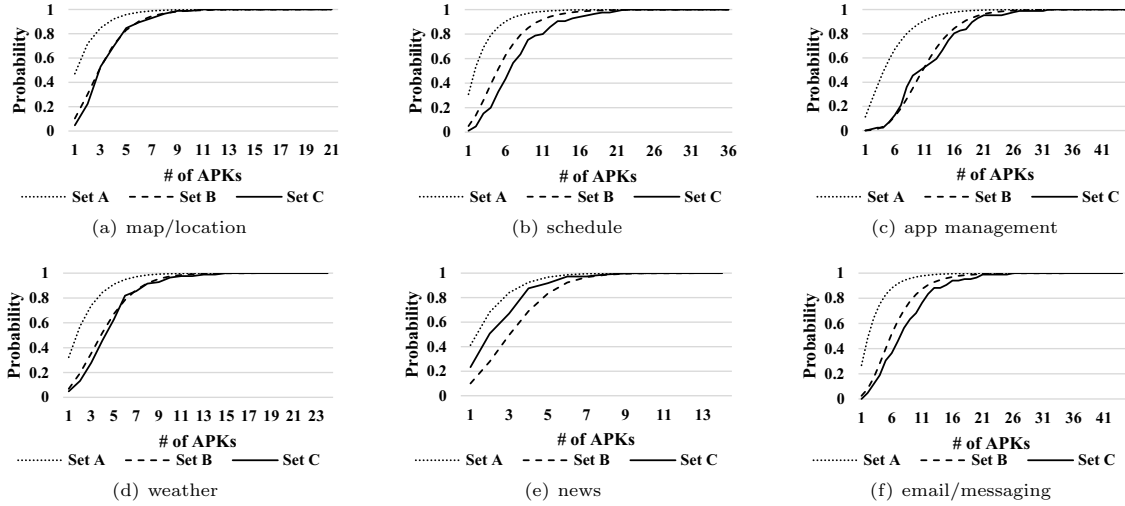 Probability
1
0.8
0.6
0.4
0.2
0
1 3 5 7 9 11 13 15 17 19 21
# of APKs
Set A Set B Set C
(a) map/location
Probability
1
0.8
0.6
0.4
0.2
0
1 6 11 16 21 26 31 36
# of APKs
Set A Set B Set C
(b) schedule
Probability
1
0.8
0.6
0.4
0.2
0
1 6 11 16 21 26 31 36 41
# of APKs
Set A Set B Set C
(c) app management
Probability
1
0.8
0.6
0.4
0.2
0
1 3 5 7 9 11 13 15 17 19 21 23
# of APKs
Set A Set B Set C
(d) weather
Probability
1
0.8
0.6
0.4
0.2
0
1 3 5 7 9 11 13
# of APKs
Set A Set B Set C
(e) news
Probability
1
0.8
0.6
0.4
0.2
0
1 6 11 16 21 26 31 36 41
# of APKs
Set A Set B Set C
(f) email/messaging